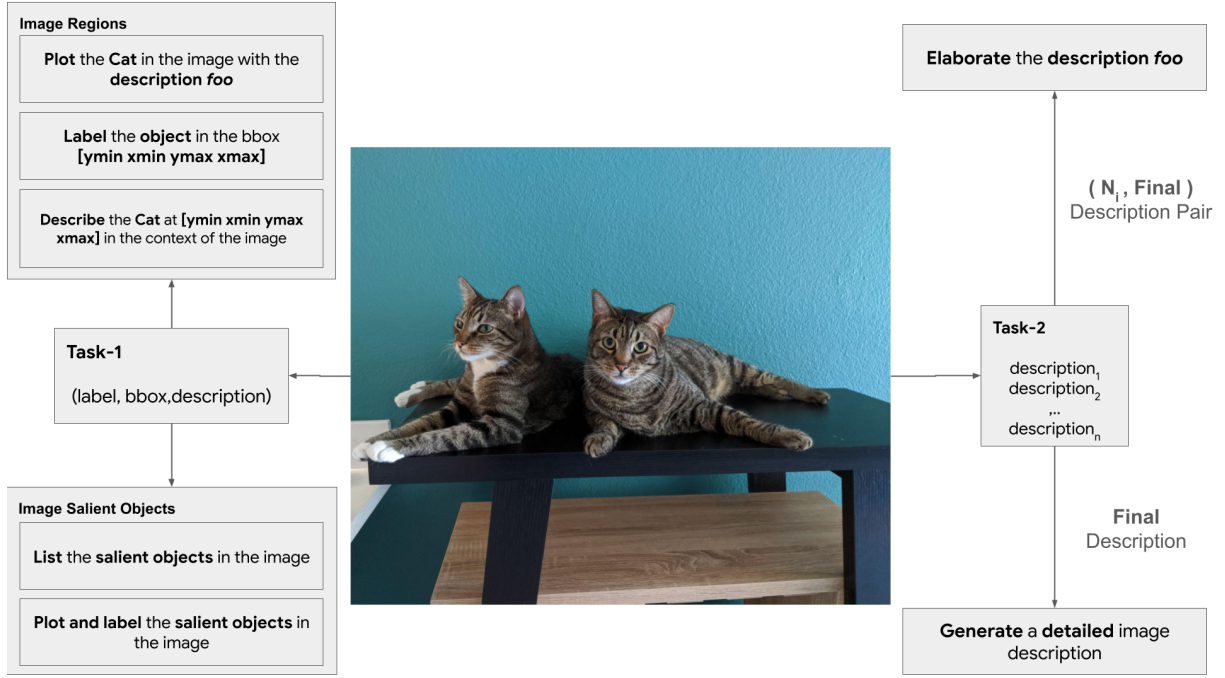 Image Regions
Plot the Cat in the image with the
description foo
Label the object in the bbox
[ymin xmin ymax xmax]
Describe the Cat at [ymin xmin ymax
xmax] in the context of the image
Task-1
(label, bbox,description)
Image Salient Objects
List the salient objects in the image
Plot and label the salient objects in
the image
Elaborate the description foo
( Ni , Final )
Description Pair
Task-2
description1
description2
,..
descriptionn
Final
Description
Generate a detailed image
description